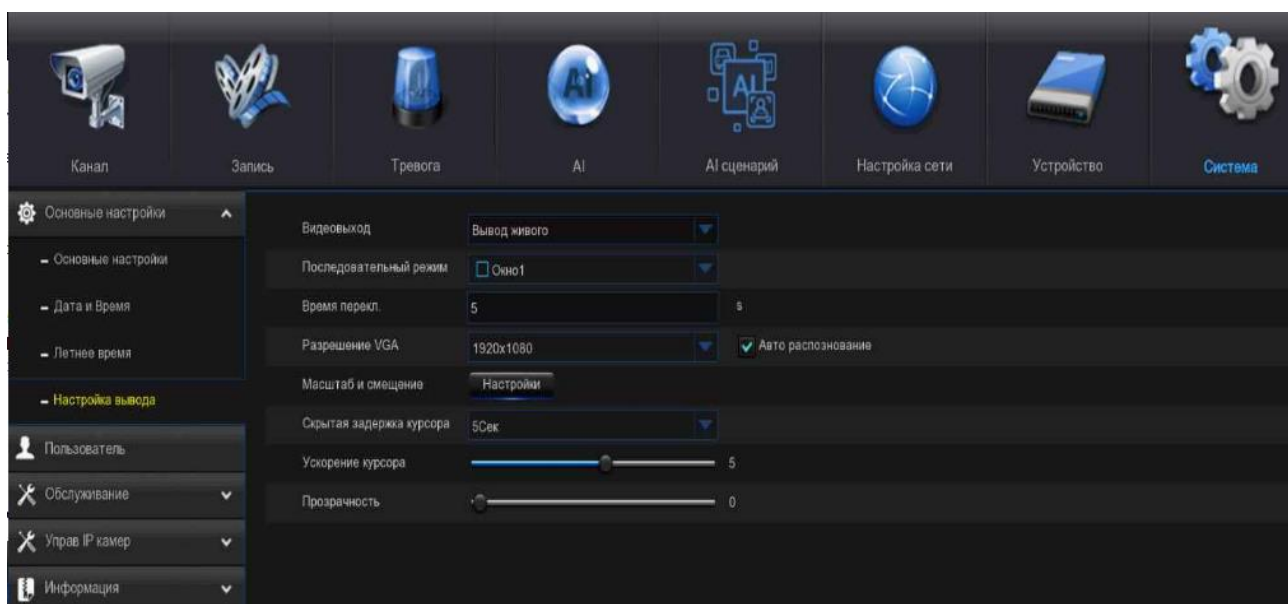 AI
Ai
Канал
Запись
Тревога
AI
AI сценарий
Настройка сети
Устройство
Система
Основные настройки
Основные настройки
Дата и Время
Летнее время
Настройка вывода
Пользователь
Обслуживание
Управ IP камер
Информация
Видеовыход
Вывод живого
Последовательный режим
Окно1
Время перекл.
5
s
Разрешение VGA
1920x1080
Авто распознование
Масштаб и смещение
Настройки
Скрытая задержка курсора
5Сек
Ускорение курсора
5
Прозрачность
0